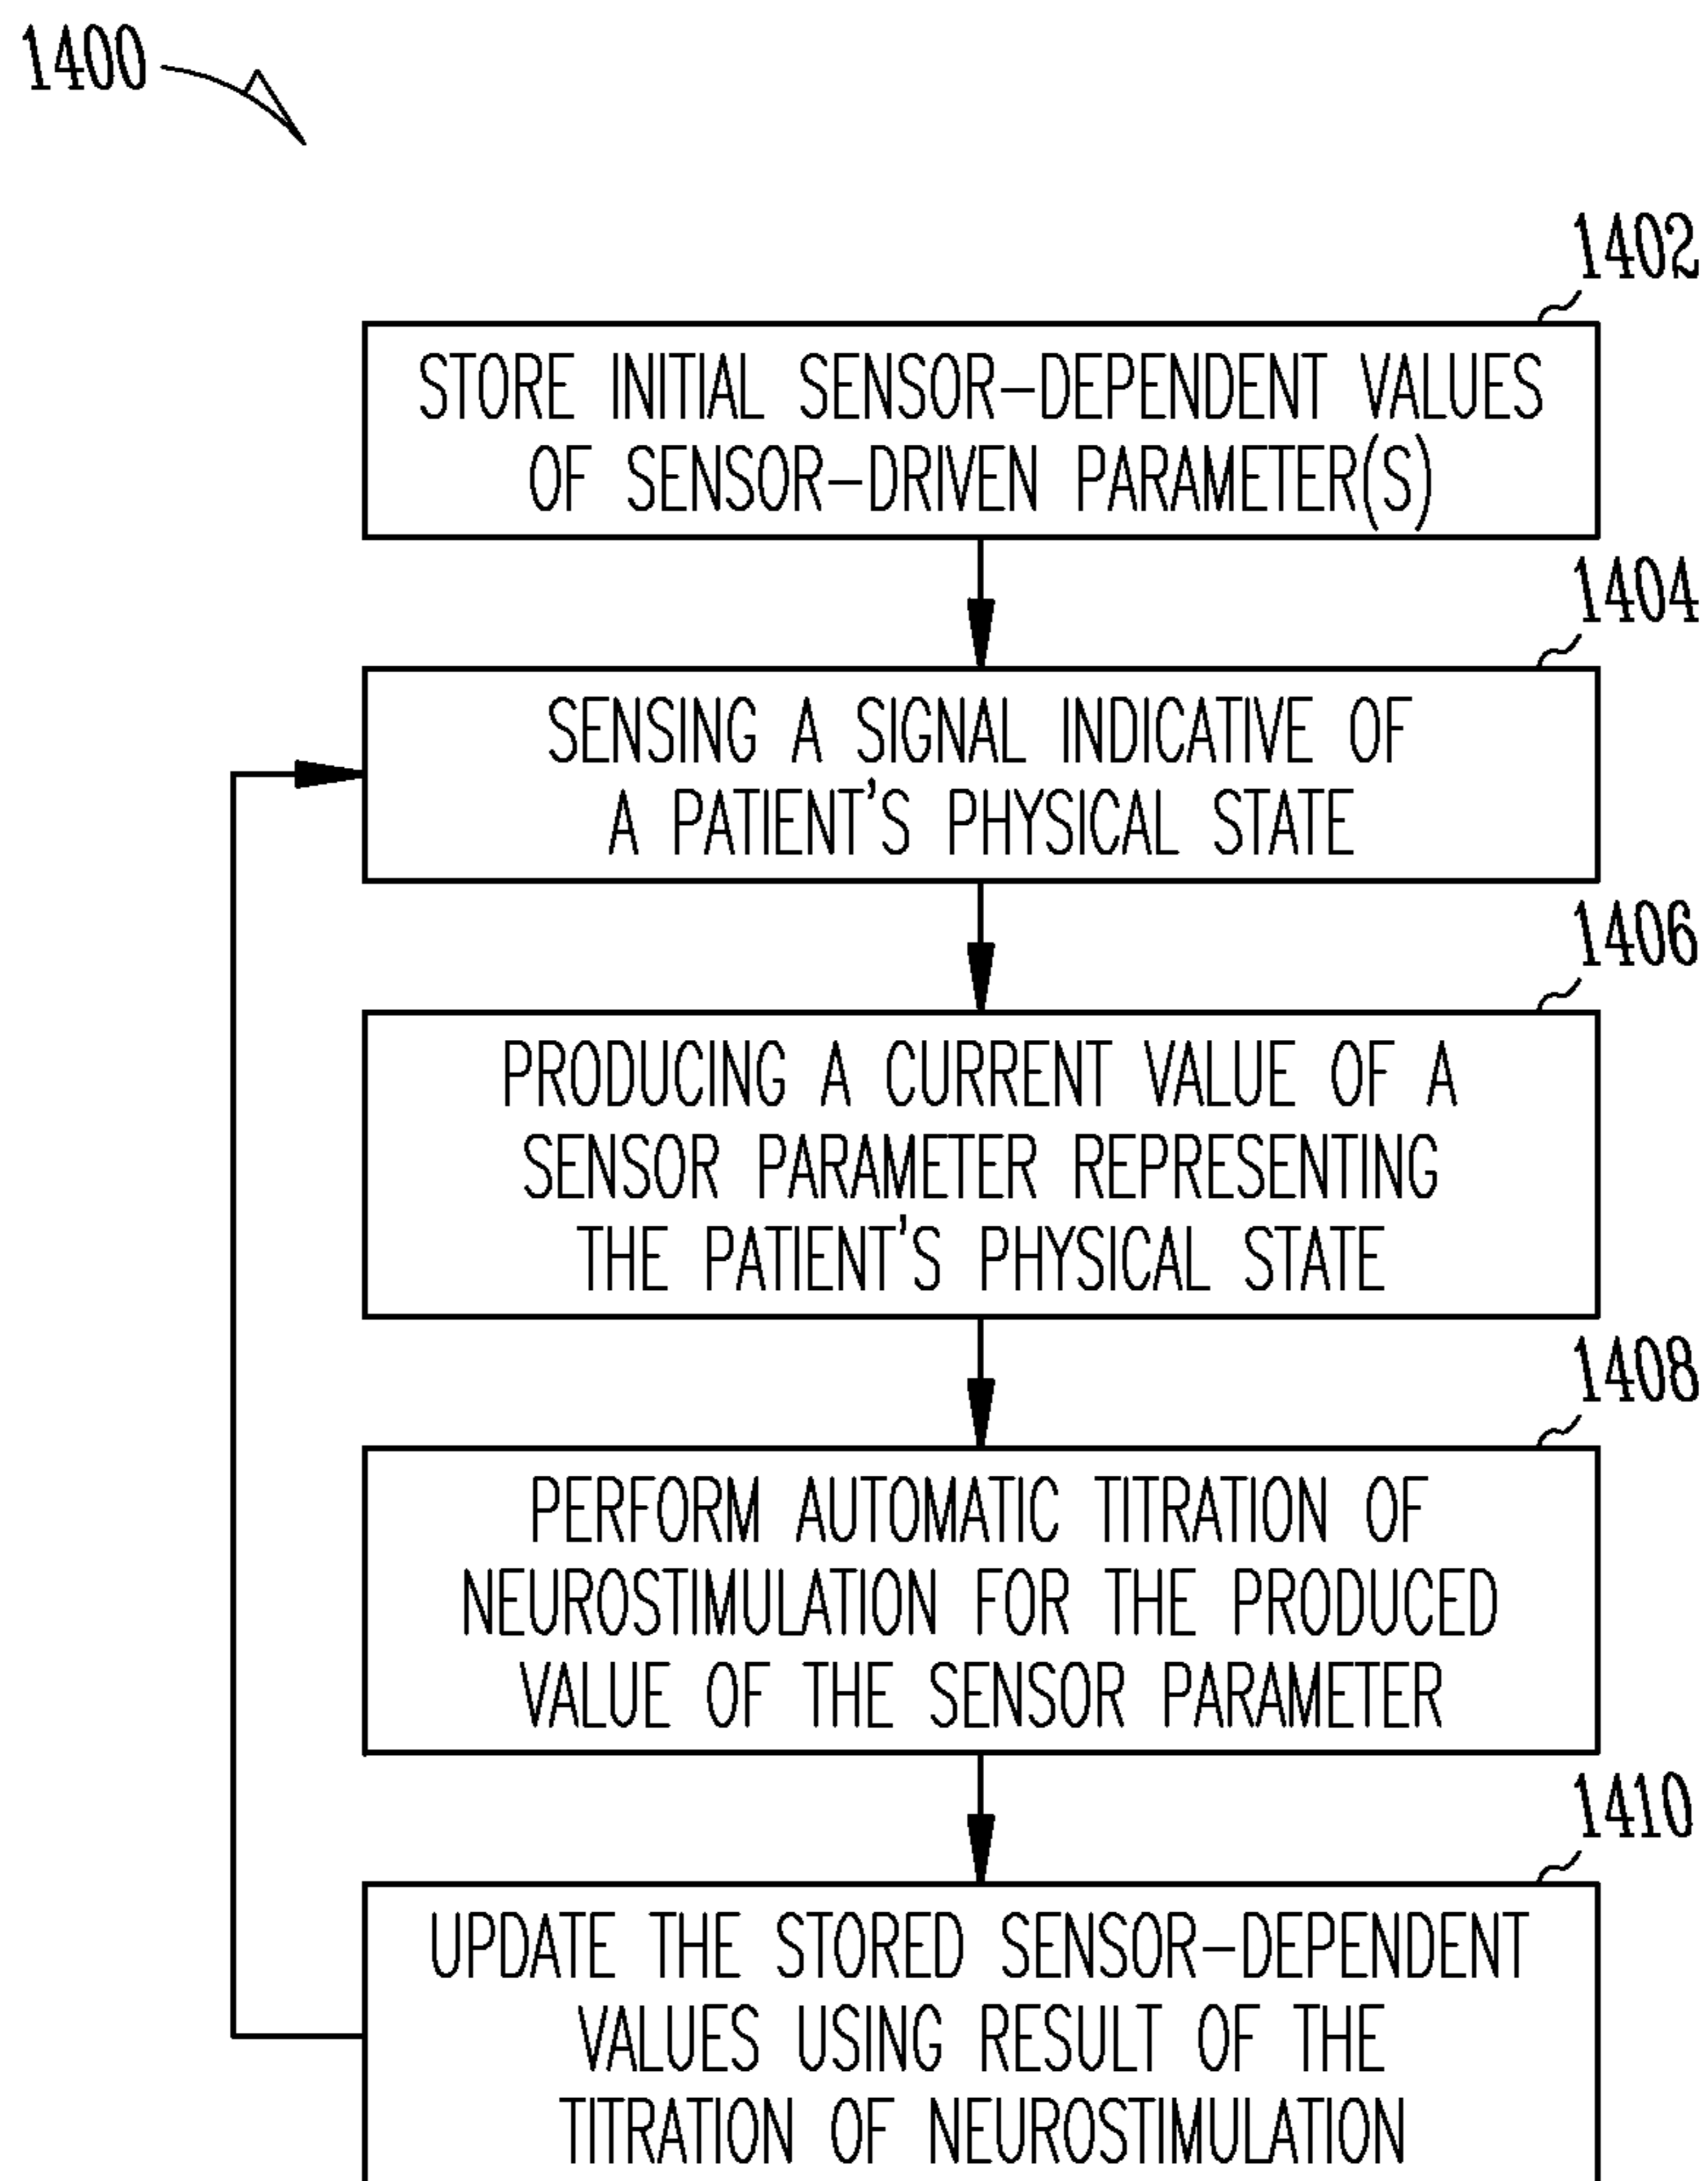 1400
1402
STORE INITIAL SENSOR-DEPENDENT VALUES
OF SENSOR-DRIVEN PARAMETER(S)
1404
SENSING A SIGNAL INDICATIVE OF
A PATIENT'S PHYSICAL STATE
1406
PRODUCING A CURRENT VALUE OF A
SENSOR PARAMETER REPRESENTING
THE PATIENT'S PHYSICAL STATE
1408
PERFORM AUTOMATIC TITRATION OF
NEUROSTIMULATION FOR THE PRODUCED
VALUE OF THE SENSOR PARAMETER
1410
UPDATE THE STORED SENSOR-DEPENDENT
VALUES USING RESULT OF THE
TITRATION OF NEUROSTIMULATION